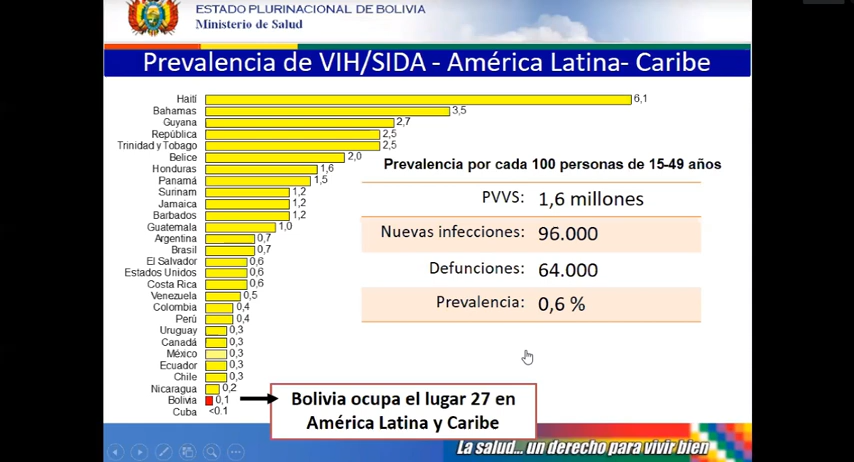 ESTADO PLURINACIONAL DE BOLIVIA
Ministerio de Salud
Prevalencia de VIH/SIDA - América Latina- Caribe
Haití 6,1
Bahamas 3,5
Guyana 2,7
República 2,5
Trinidad y Tobago 2,5
Belice 2,0
Honduras 1,6
Panamá 1,5
Surinam 1,2
Jamaica 1,2
Barbados 1,2
Guatemala 1,0
Argentina 0,7
Brasil 0,7
El Salvador 0,6
Estados Unidos 0,6
Costa Rica 0,6
Venezuela 0,5
Colombia 0,4
Perú 0,4
Uruguay 0,3
Canadá 0,3
México 0,3
Ecuador 0,3
Chile 0,3
Nicaragua 0,2
Bolivia 0,1
Cuba <0.1
Prevalencia por cada 100 personas de 15-49 años
PVVS: 1,6 millones
Nuevas infecciones: 96.000
Defunciones: 64.000
Prevalencia: 0,6 %
Bolivia ocupa el lugar 27 en
América Latina y Caribe
La salud... un derecho para vivir bien